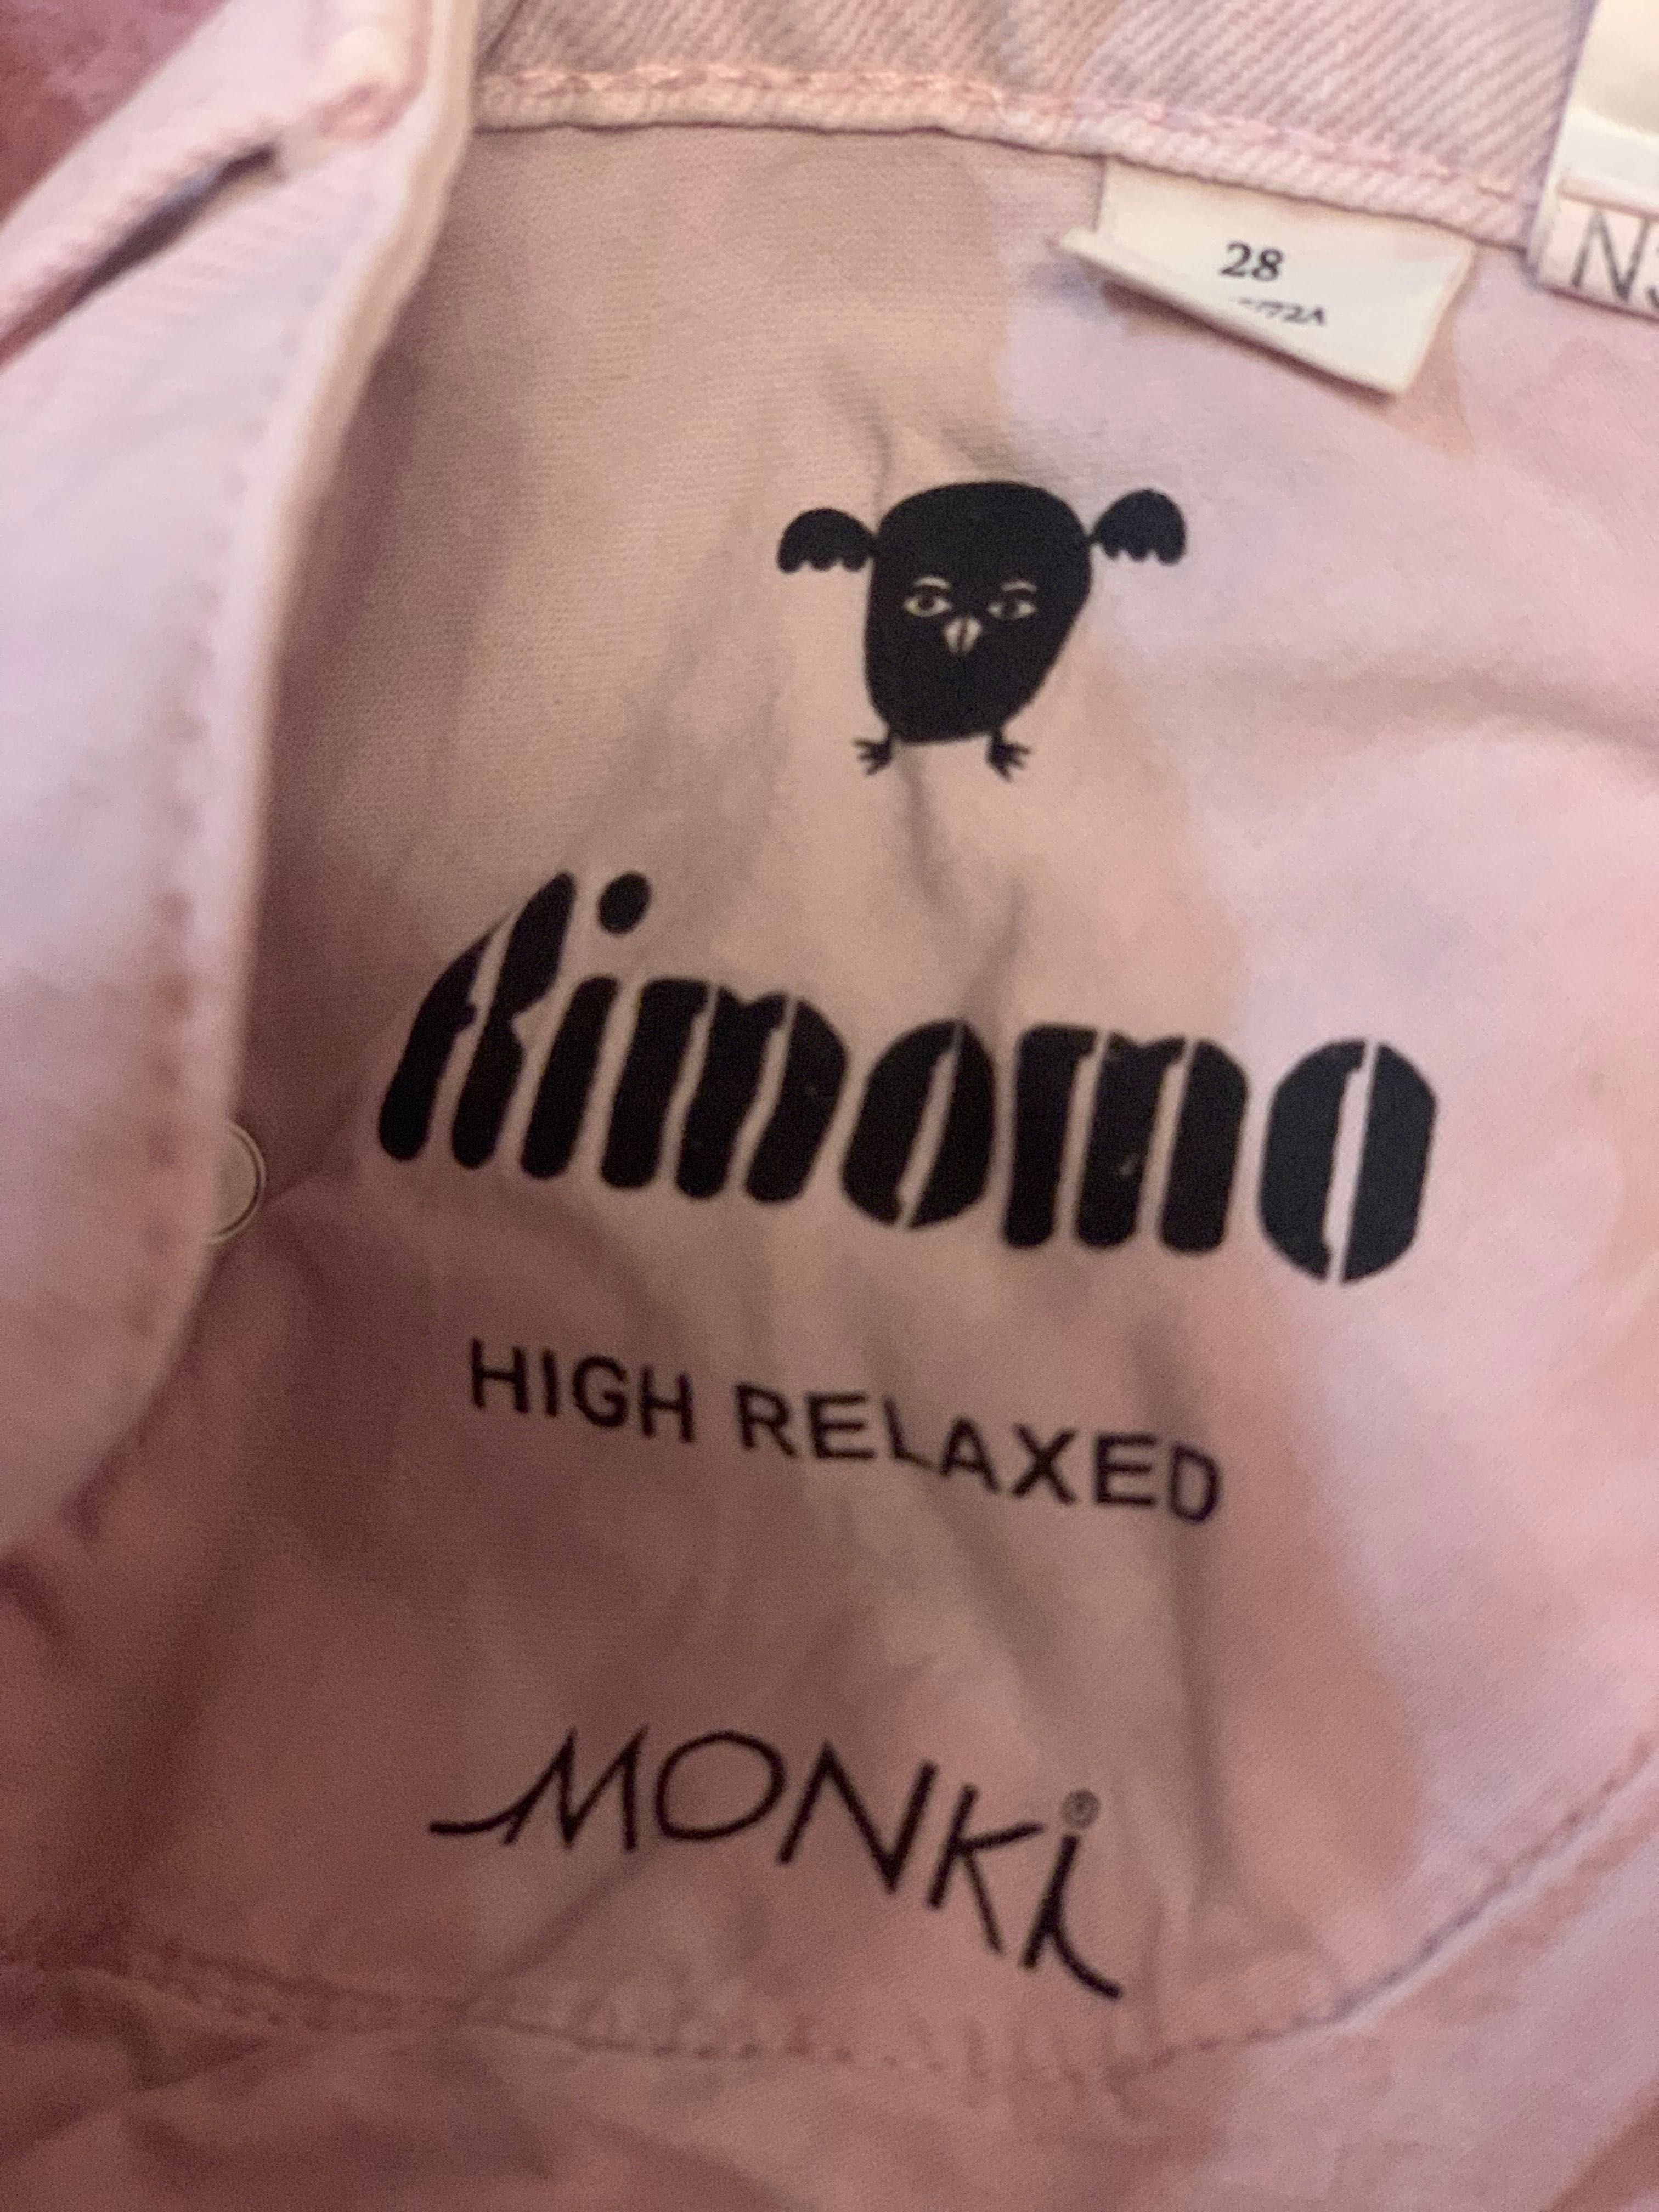 28
HIGH RELAXED
Kimomo
MONKi®